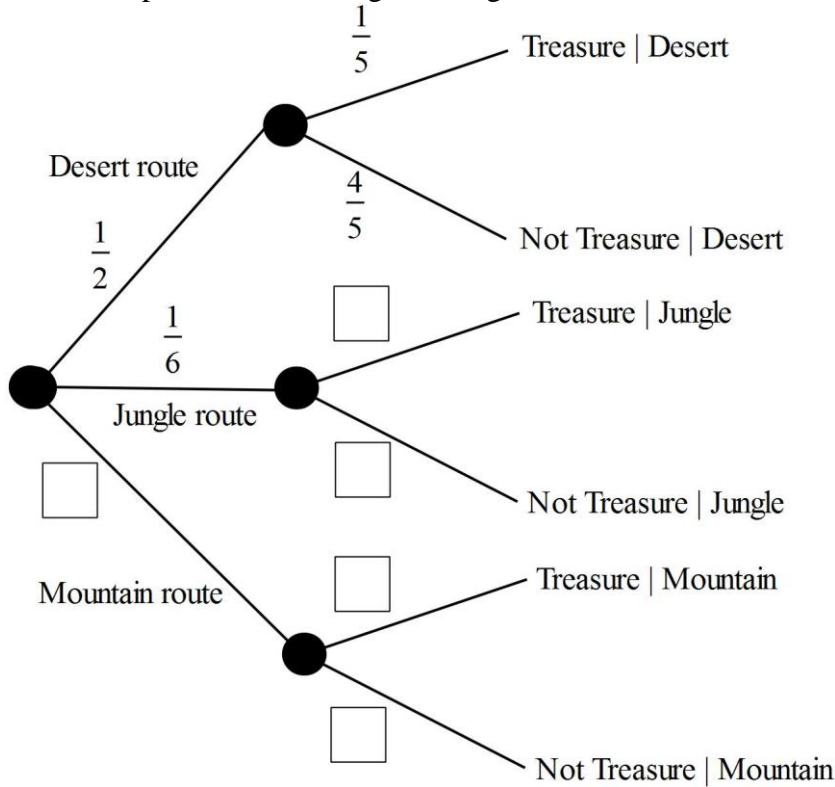 1
5
Treasure | Desert
Desert route
4
5
1
2
Not Treasure | Desert
1
6
Treasure | Jungle
Jungle route
Not Treasure | Jungle
Treasure | Mountain
Mountain route
Not Treasure | Mountain